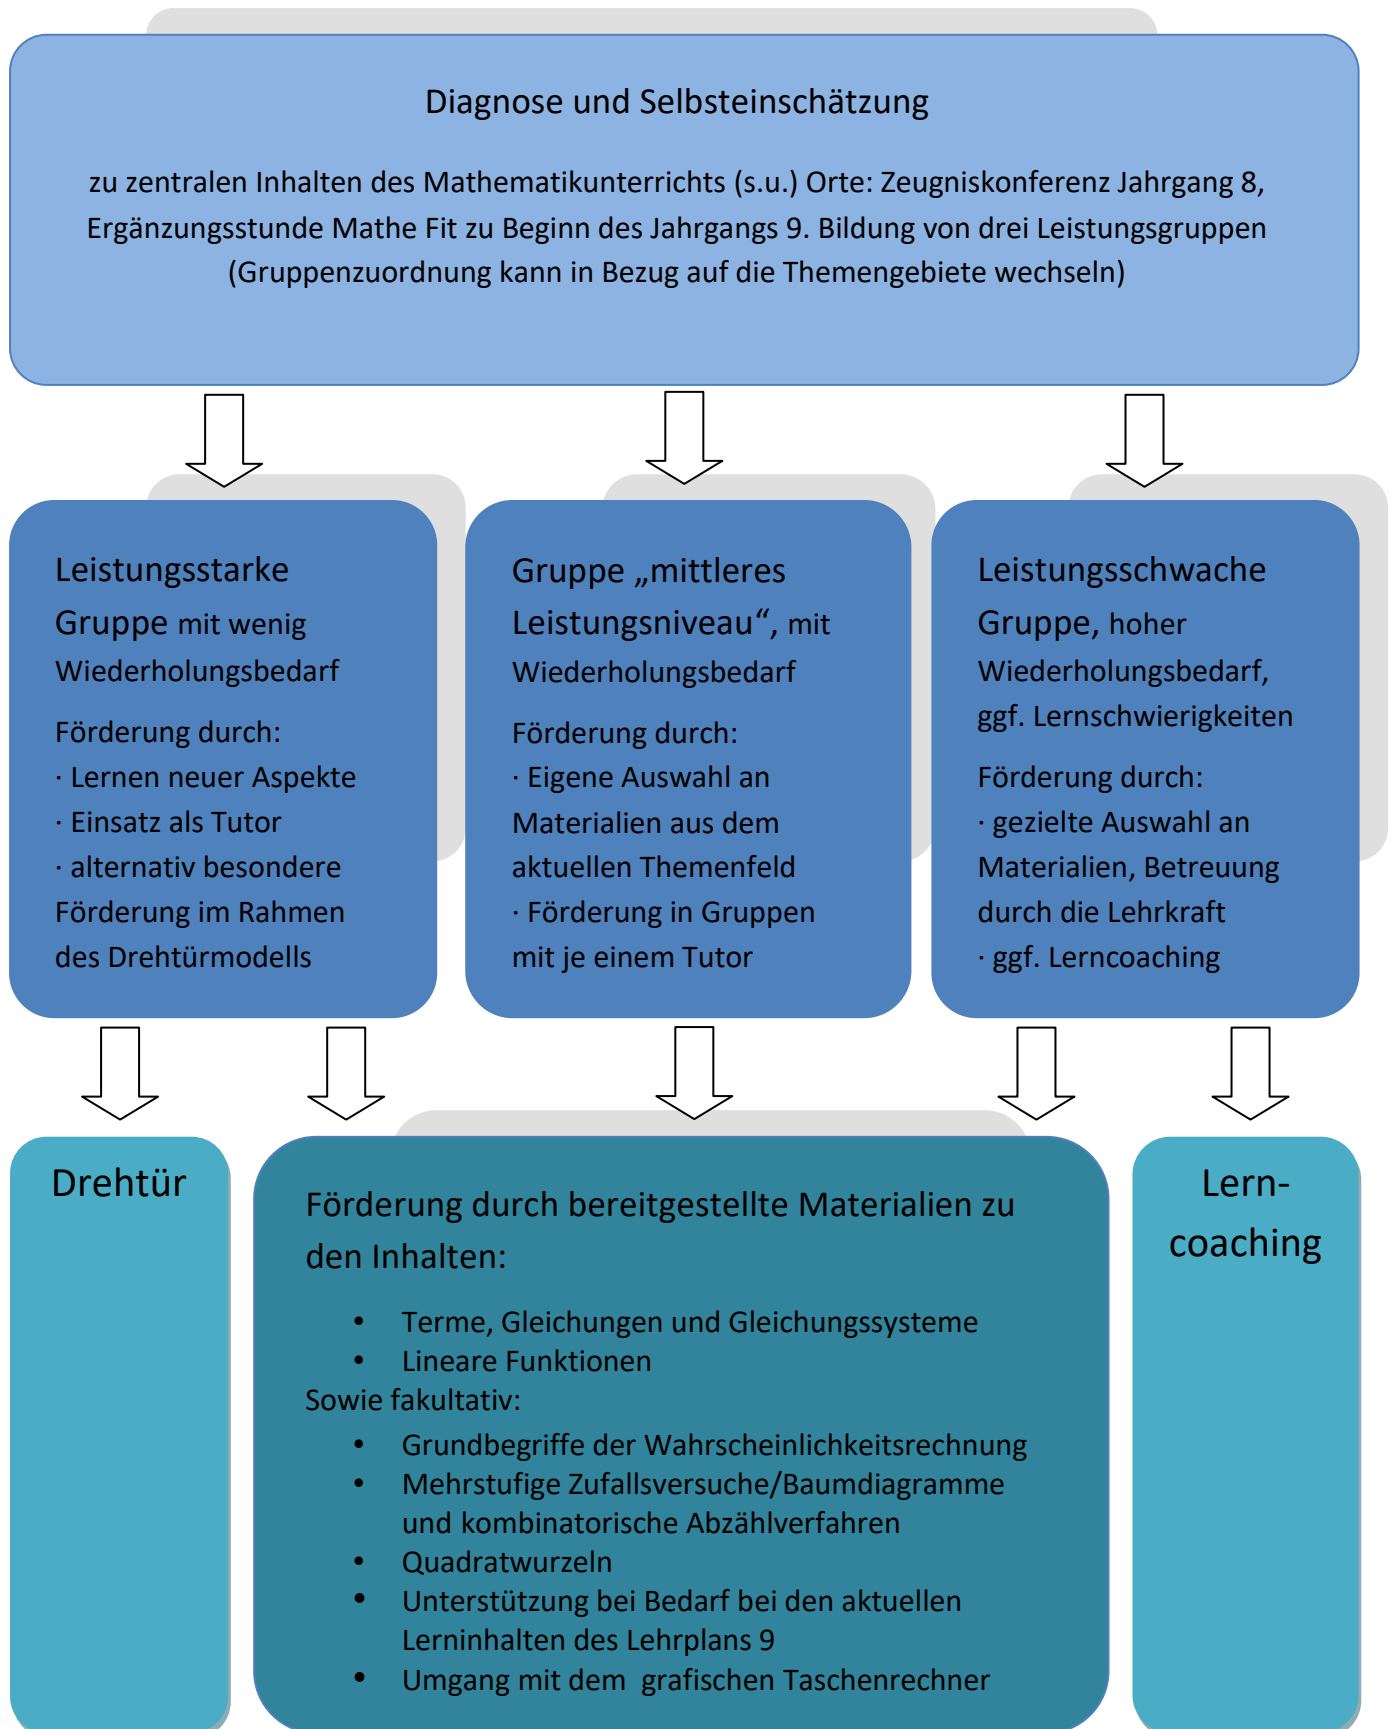 Diagnose und Selbsteinschätzung
zu zentralen Inhalten des Mathematikunterrichts (s.u.) Orte: Zeugniskonferenz Jahrgang 8,
Ergänzungsstunde Mathe Fit zu Beginn des Jahrgangs 9. Bildung von drei Leistungsgruppen
(Gruppenzuordnung kann in Bezug auf die Themengebiete wechseln)
Leistungsstarke
Gruppe mit wenig
Wiederholungsbedarf
Förderung durch:
· Lernen neuer Aspekte
· Einsatz als Tutor
· alternativ besondere
Förderung im Rahmen
des Drehtürmodells
Gruppe „mittleres
Leistungsniveau“, mit
Wiederholungsbedarf
Förderung durch:
· Eigene Auswahl an
Materialien aus dem
aktuellen Themenfeld
· Förderung in Gruppen
mit je einem Tutor
Leistungsschwache
Gruppe, hoher
Wiederholungsbedarf,
ggf. Lernschwierigkeiten
Förderung durch:
· gezielte Auswahl an
Materialien, Betreuung
durch die Lehrkraft
· ggf. Lerncoaching
Drehtür
Förderung durch bereitgestellte Materialien zu
den Inhalten:
• Terme, Gleichungen und Gleichungssysteme
• Lineare Funktionen
Sowie fakultativ:
• Grundbegriffe der Wahrscheinlichkeitsrechnung
• Mehrstufige Zufallsversuche/Baumdiagramme
und kombinatorische Abzählverfahren
• Quadratwurzeln
• Unterstützung bei Bedarf bei den aktuellen
Lerninhalten des Lehrplans 9
• Umgang mit dem  grafischen Taschenrechner
Lern-
coaching